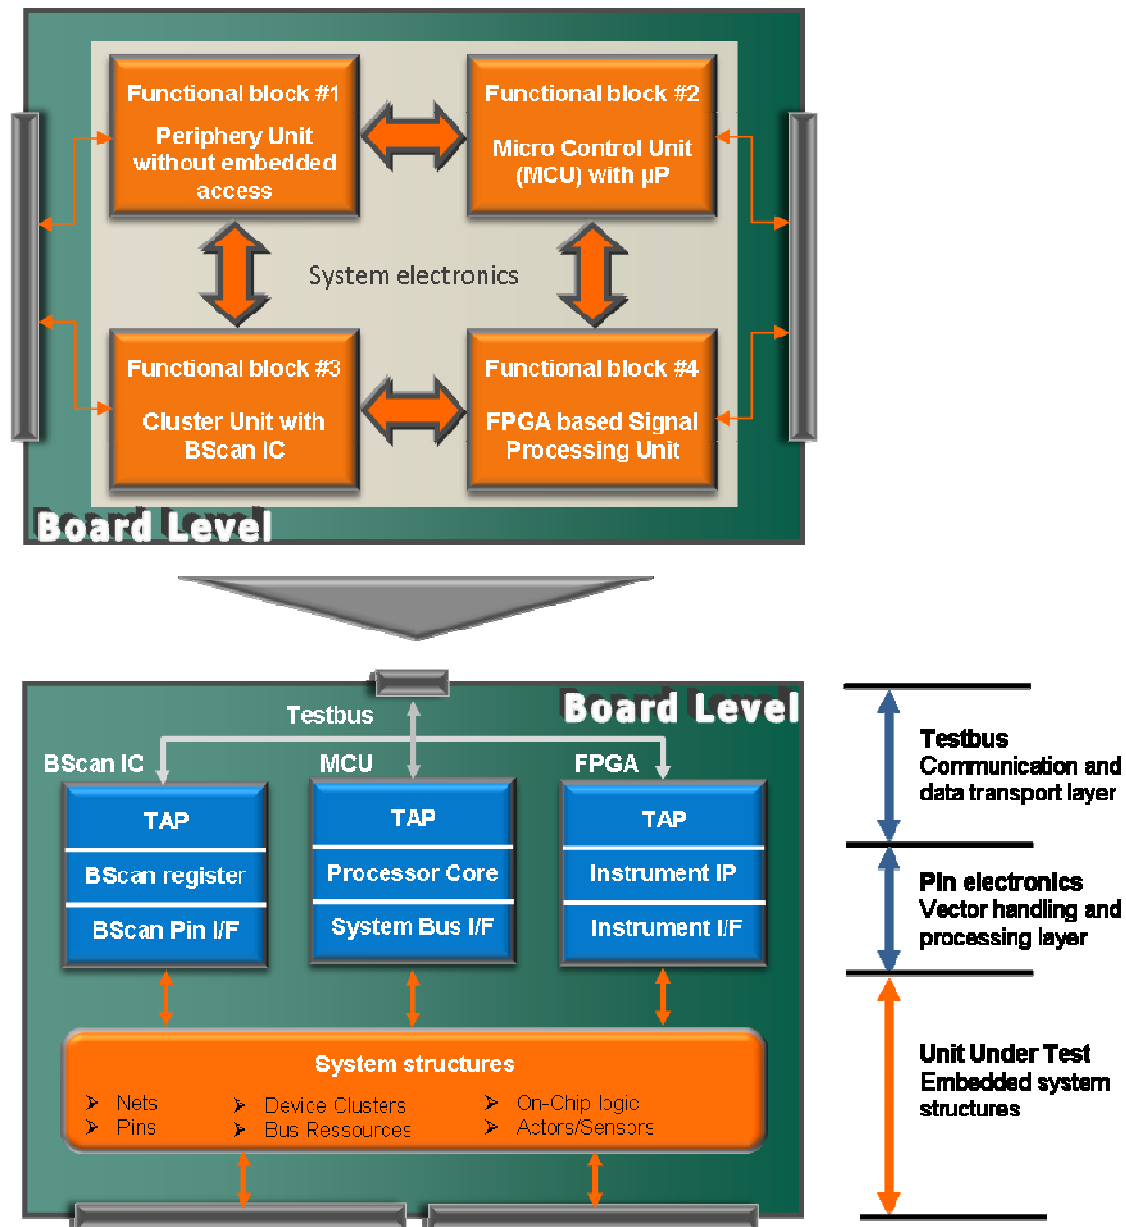 Functional block #1
Periphery Unit
without embedded
access
Functional block #2
Micro Control Unit
(MCU) with µP
System electronics
Functional block #3
Cluster Unit with
BScan IC
Functional block #4
FPGA based Signal
Processing Unit
Board Level
Board Level
Testbus
BScan IC
MCU
FPGA
TAP
BScan register
BScan Pin I/F
TAP
Processor Core
System Bus I/F
TAP
Instrument IP
Instrument I/F
System structures
Nets
Pins
Device Clusters
Bus Ressources
On-Chip logic
Actors/Sensors
Testbus
Communication and
data transport layer
Pin electronics
Vector handling and
processing layer
Unit Under Test
Embedded system
structures